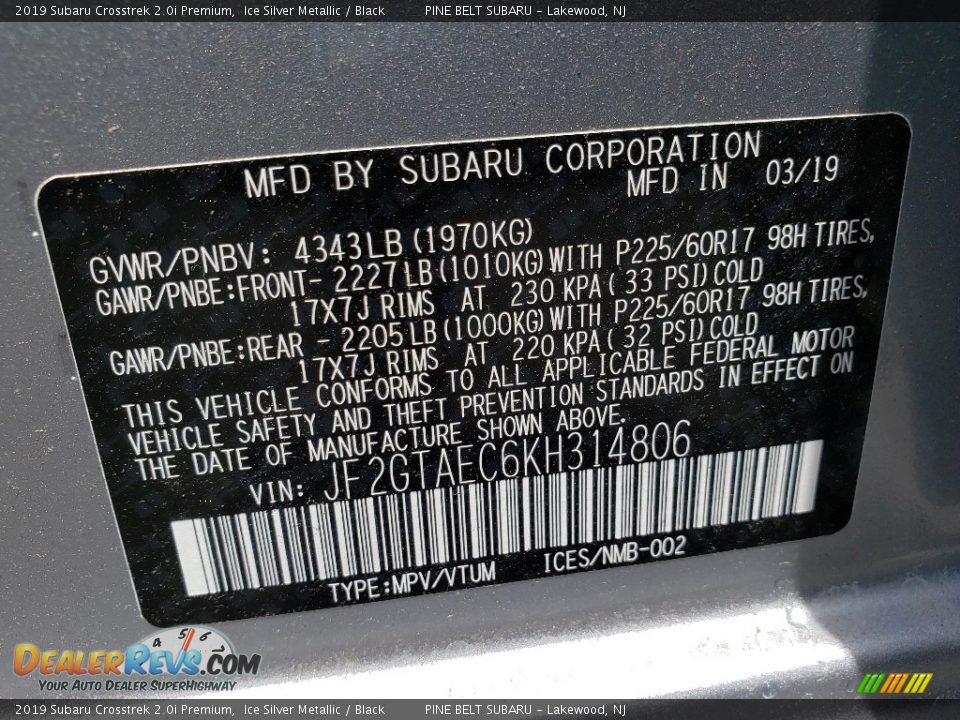 2019 Subaru Crosstrek 2.0i Premium, Ice Silver Metallic / Black PINE BELT SUBARU - Lakewood, NJ
MFD BY SUBARU CORPORATION
MFD IN 03/19
GVWR/PNBV: 4343LB(1970KG)
GAWR/PNBE:FRONT- 2227LB(1010KG)WITH P225/60R17 98H TIRES,
17X7J RIMS AT 230 KPA( 33 PSI)COLD
GAWR/PNBE:REAR - 2205LB(1000KG)WITH P225/60R17 98H TIRES,
17X7J RIMS AT 220 KPA( 32 PSI)COLD
THIS VEHICLE CONFORMS TO ALL APPLICABLE FEDERAL MOTOR
VEHICLE SAFETY AND THEFT PREVENTION STANDARDS IN EFFECT ON
THE DATE OF MANUFACTURE SHOWN ABOVE.
VIN: JF2GTAEC6KH314806
TYPE:MPV/VTUM ICES/NMB-002
4 5 6
DEALERREVS.COM
YOUR AUTO DEALER SUPERHIGHWAY
2019 Subaru Crosstrek 2.0i Premium, Ice Silver Metallic / Black PINE BELT SUBARU - Lakewood, NJ